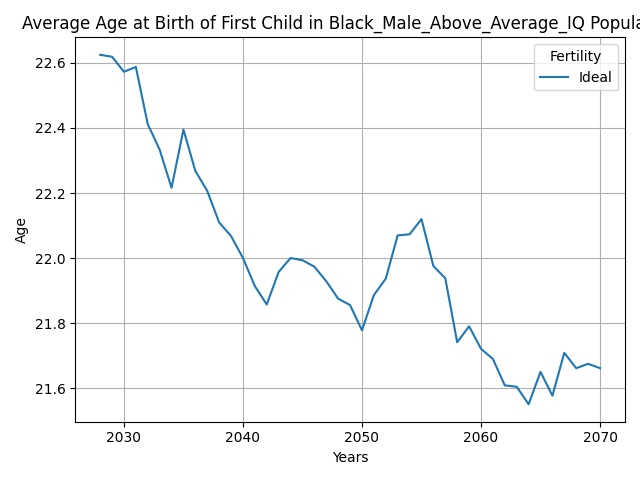 Average Age at Birth of First Child in Black_Male_Above_Average_IQ
Fertility
Ideal
22.6
22.4
22.2
22.0
21.8
21.6
Age
2030 2040 2050 2060 2070
Years